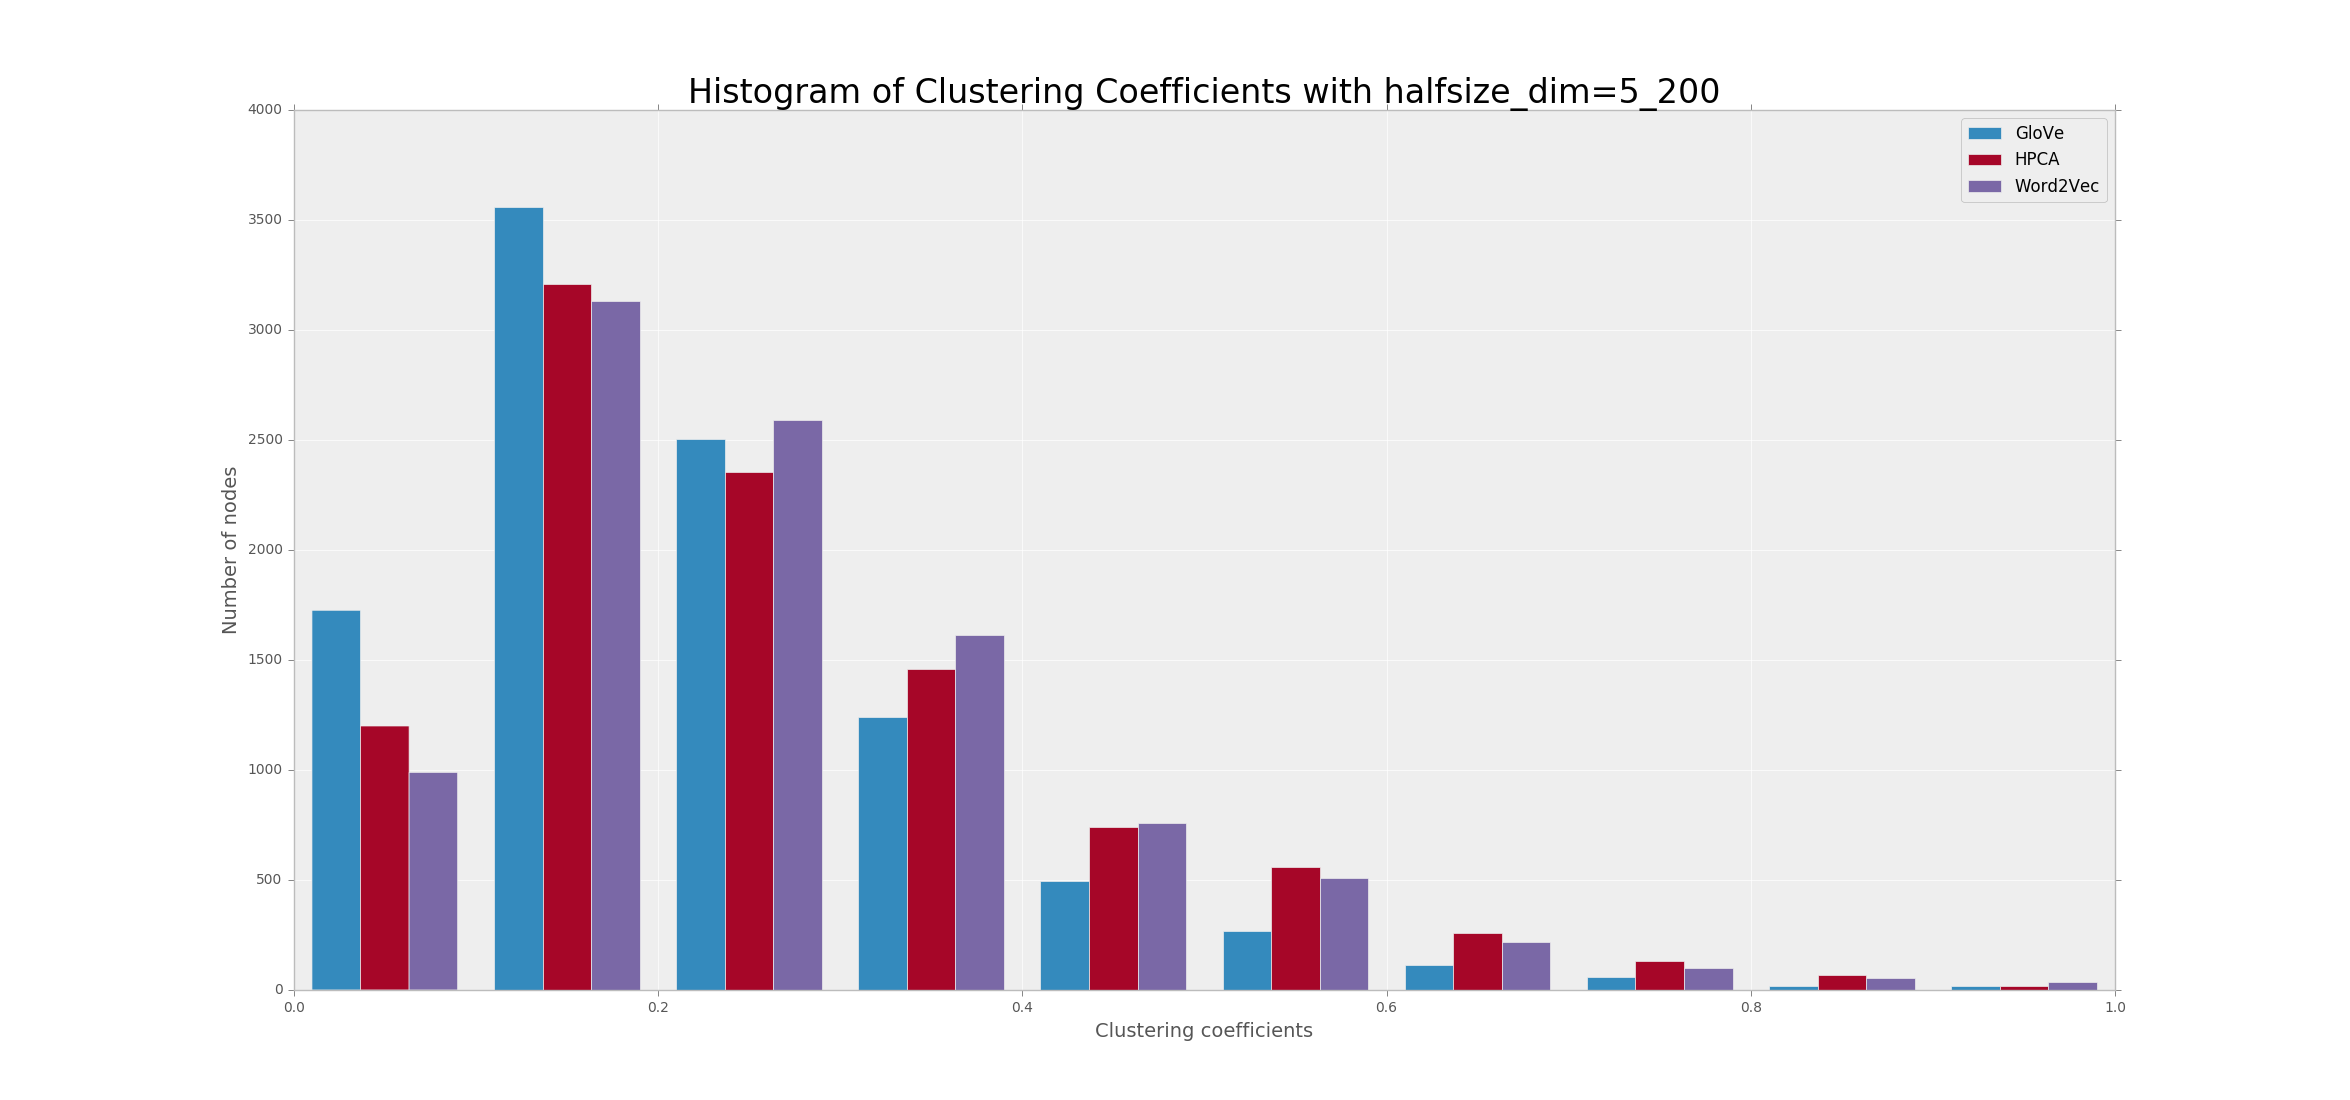 Histogram of Clustering Coefficients with halfsize_dim=5_200
4000
3500
3000
2500
2000
1500
1000
500
0
Number of nodes
GloVe
HPCA
Word2Vec
0.0 0.2 0.4 0.6 0.8 1.0
Clustering coefficients